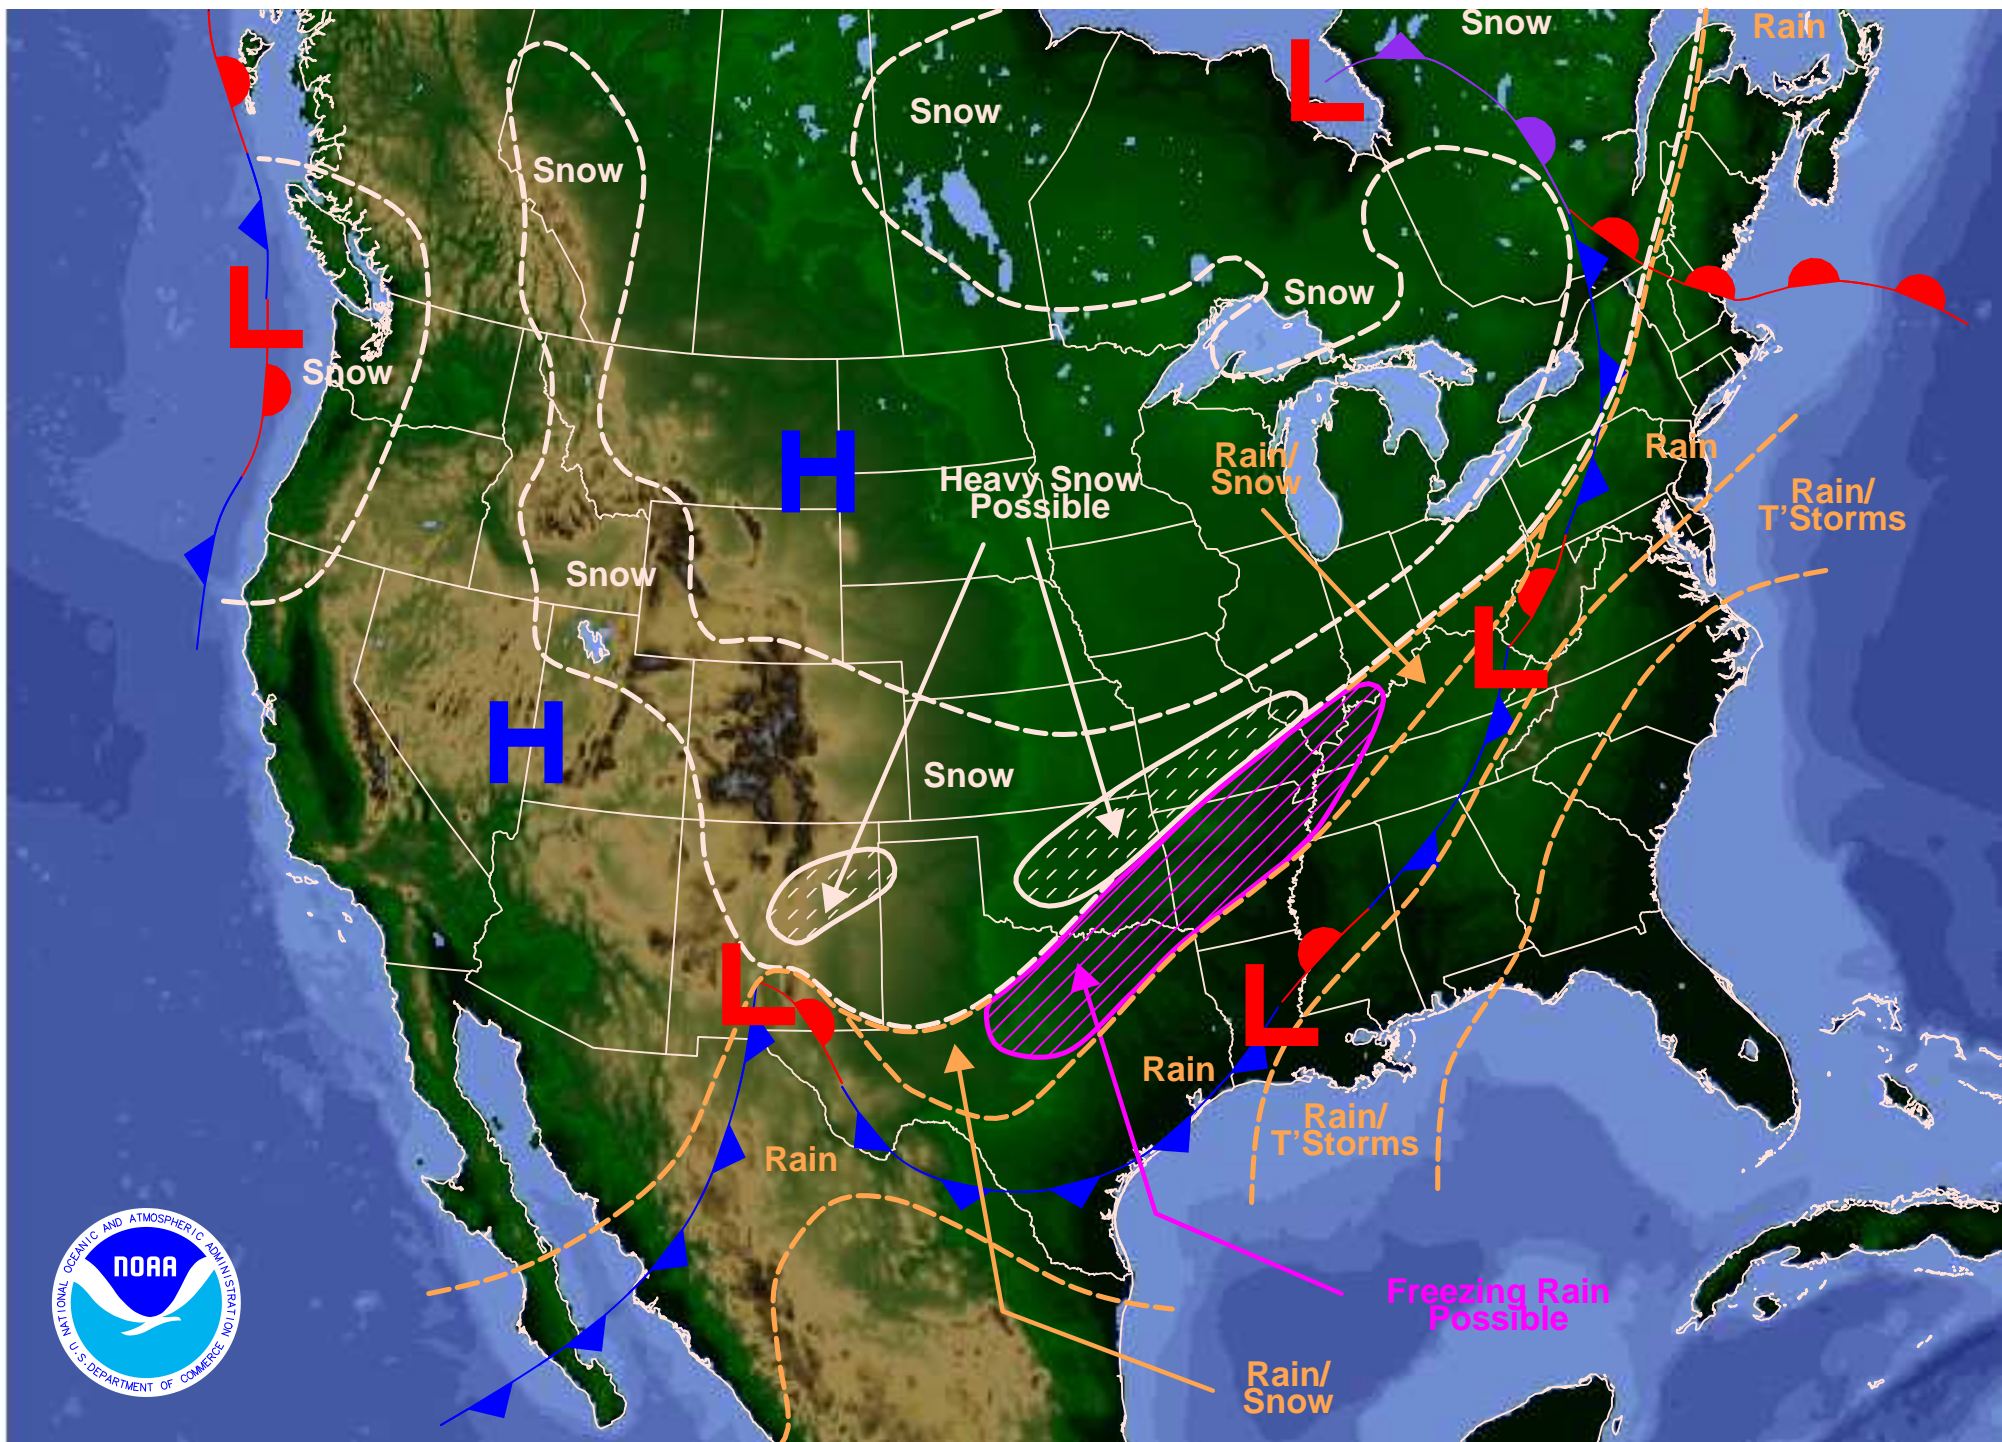 Snow
Rain
L
Snow
Snow
L
Snow
Snow
H
Rain/
Snow
Rain
Heavy Snow
Possible
Rain/
T'Storms
Snow
L
H
Snow
L
L
Rain
Rain/
T'Storms
Rain
Freezing Rain
Possible
Rain/
Snow
NATIONAL OCEANIC AND ATMOSPHERIC ADMINISTRATION
NOAA
U.S. DEPARTMENT OF COMMERCE